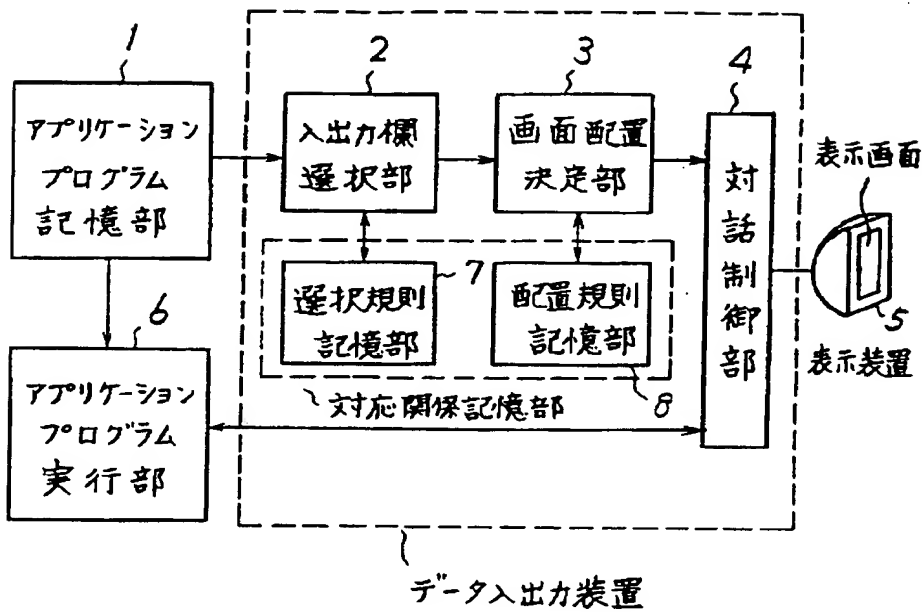 1
アプリケーション
プログラム
記憶部
2
入出力欄
選択部
3
画面配置
決定部
4
対話制御部
表示画面
5
表示装置
6
アプリケーション
プログラム
実行部
7
選択規則
記憶部
配置規則
記憶部
8
対応関係記憶部
データ入出力装置